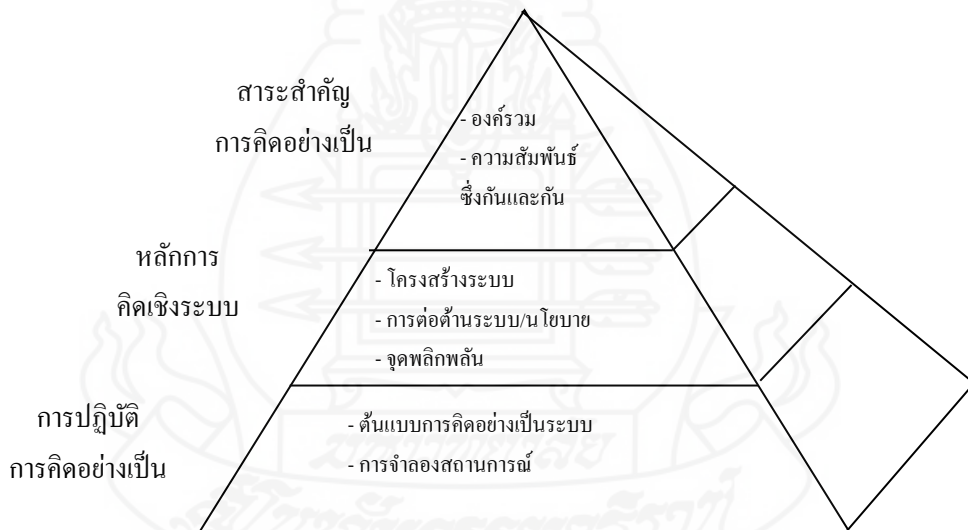 สาระสำคัญ
การคิดอย่างเป็น
- องค์รวม
- ความสัมพันธ์
ซึ่งกันและกัน
หลักการ
คิดเชิงระบบ
- โครงสร้างระบบ
- การต่อต้านระบบ/นโยบาย
- จุดพลิกพลัน
การปฏิบัติ
การคิดอย่างเป็น
- ต้นแบบการคิดอย่างเป็นระบบ
- การจำลองสถานการณ์